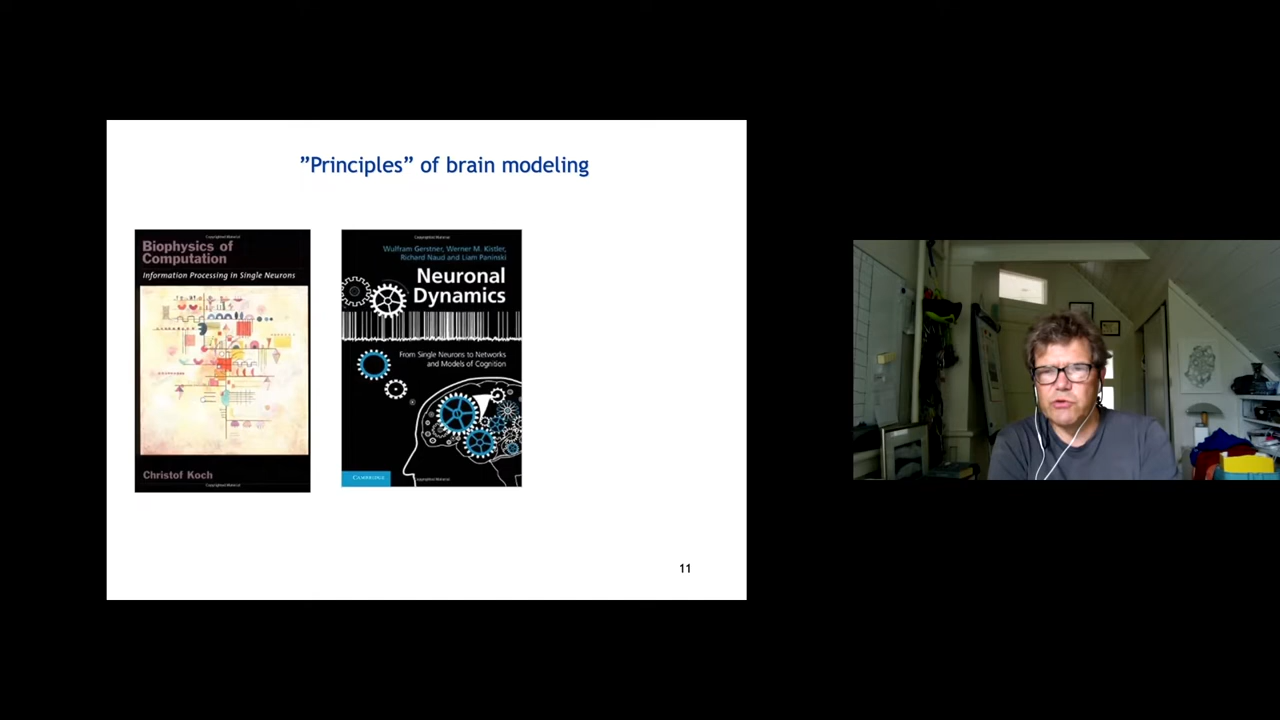 ”Principles” of brain modeling
Biophysics of
Computation
Information Processing in Single Neurons
Christof Koch
Wulfram Gerstner, Werner M. Kistler,
Richard Naud and Liam Paninski
Neuronal
Dynamics
From Single Neurons to Networks
and Models of Cognition
CAMBRIDGE
11